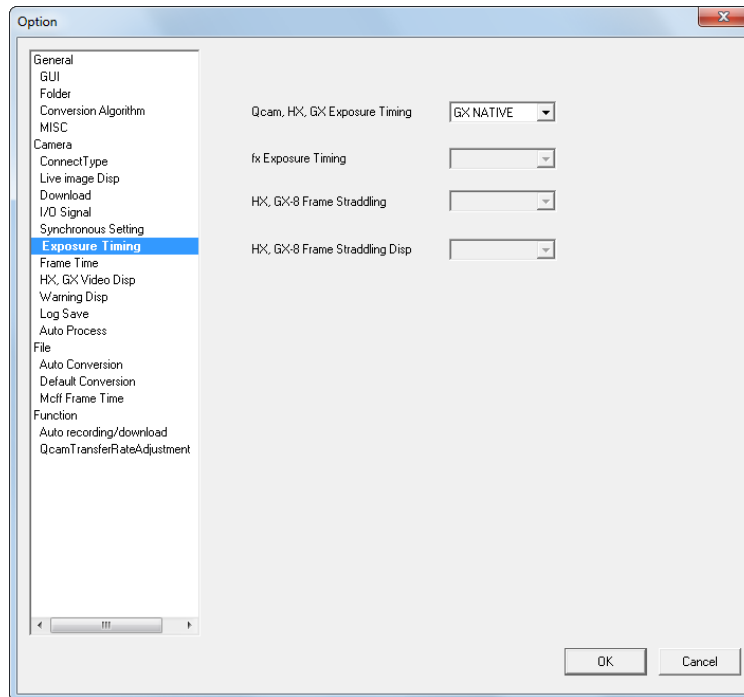 Option
General
GUI
Folder
Conversion Algorithm
MISC
Camera
ConnectType
Live image Disp
Download
I/O Signal
Synchronous Setting
Exposure Timing
Frame Time
HX, GX Video Disp
Warning Disp
Log Save
Auto Process
File
Auto Conversion
Default Conversion
Mcff Frame Time
Function
Auto recording/download
QcamTransferRateAdjustment
Qcam, HX, GX Exposure Timing GX NATIVE
fx Exposure Timing
HX, GX-8 Frame Straddling
HX, GX-8 Frame Straddling Disp
OK Cancel